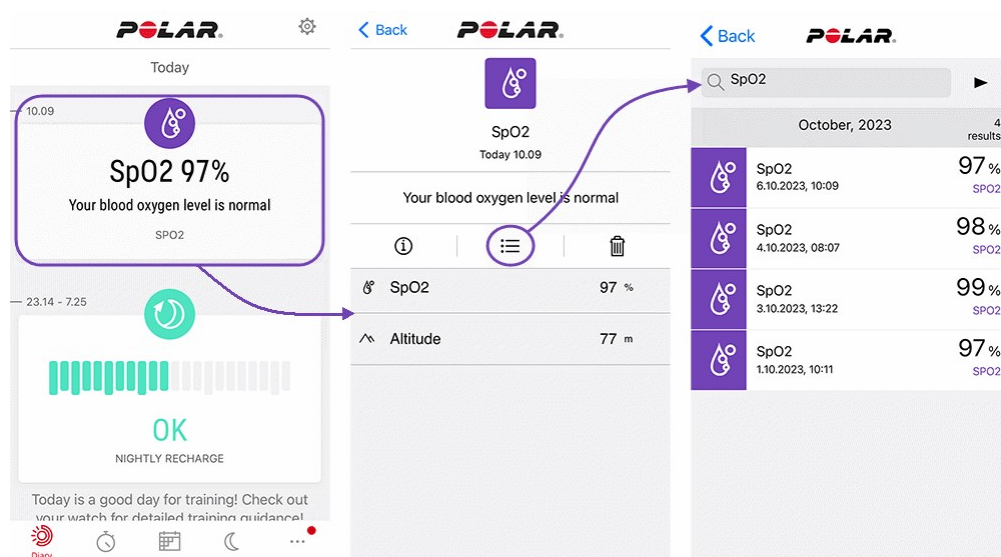 POLAR.
Today
10.09
SpO2 97%
Your blood oxygen level is normal
SPO2
23.14 - 7.25
OK
NIGHTLY RECHARGE
Today is a good day for training! Check out
your watch for detailed training guidance!
Diary
Back
POLAR.
SpO2
Today 10.09
Your blood oxygen level is normal
SpO2 97 %
Altitude 77 m
Back
POLAR.
SpO2
October, 2023 4 results
SpO2 97 %
6.10.2023, 10:09 SPO2
SpO2 98 %
4.10.2023, 08:07 SPO2
SpO2 99 %
3.10.2023, 13:22 SPO2
SpO2 97 %
1.10.2023, 10:11 SPO2